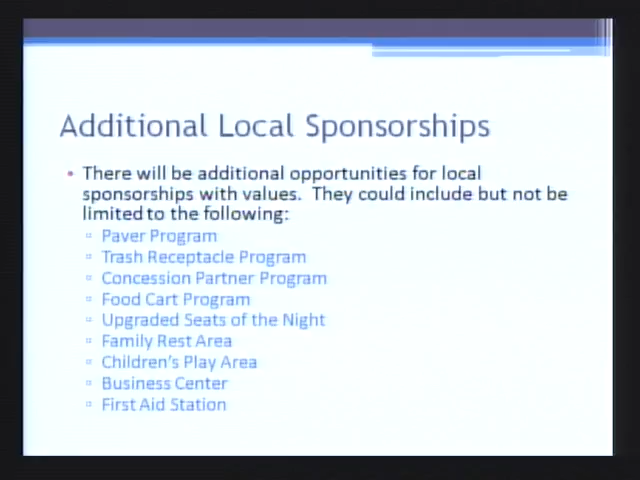 Additional Local Sponsorships
• There will be additional opportunities for local
sponsorships with values. They could include but not be
limited to the following:
▫ Paver Program
▫ Trash Receptacle Program
▫ Concession Partner Program
▫ Food Cart Program
▫ Upgraded Seats of the Night
▫ Family Rest Area
▫ Children's Play Area
▫ Business Center
▫ First Aid Station